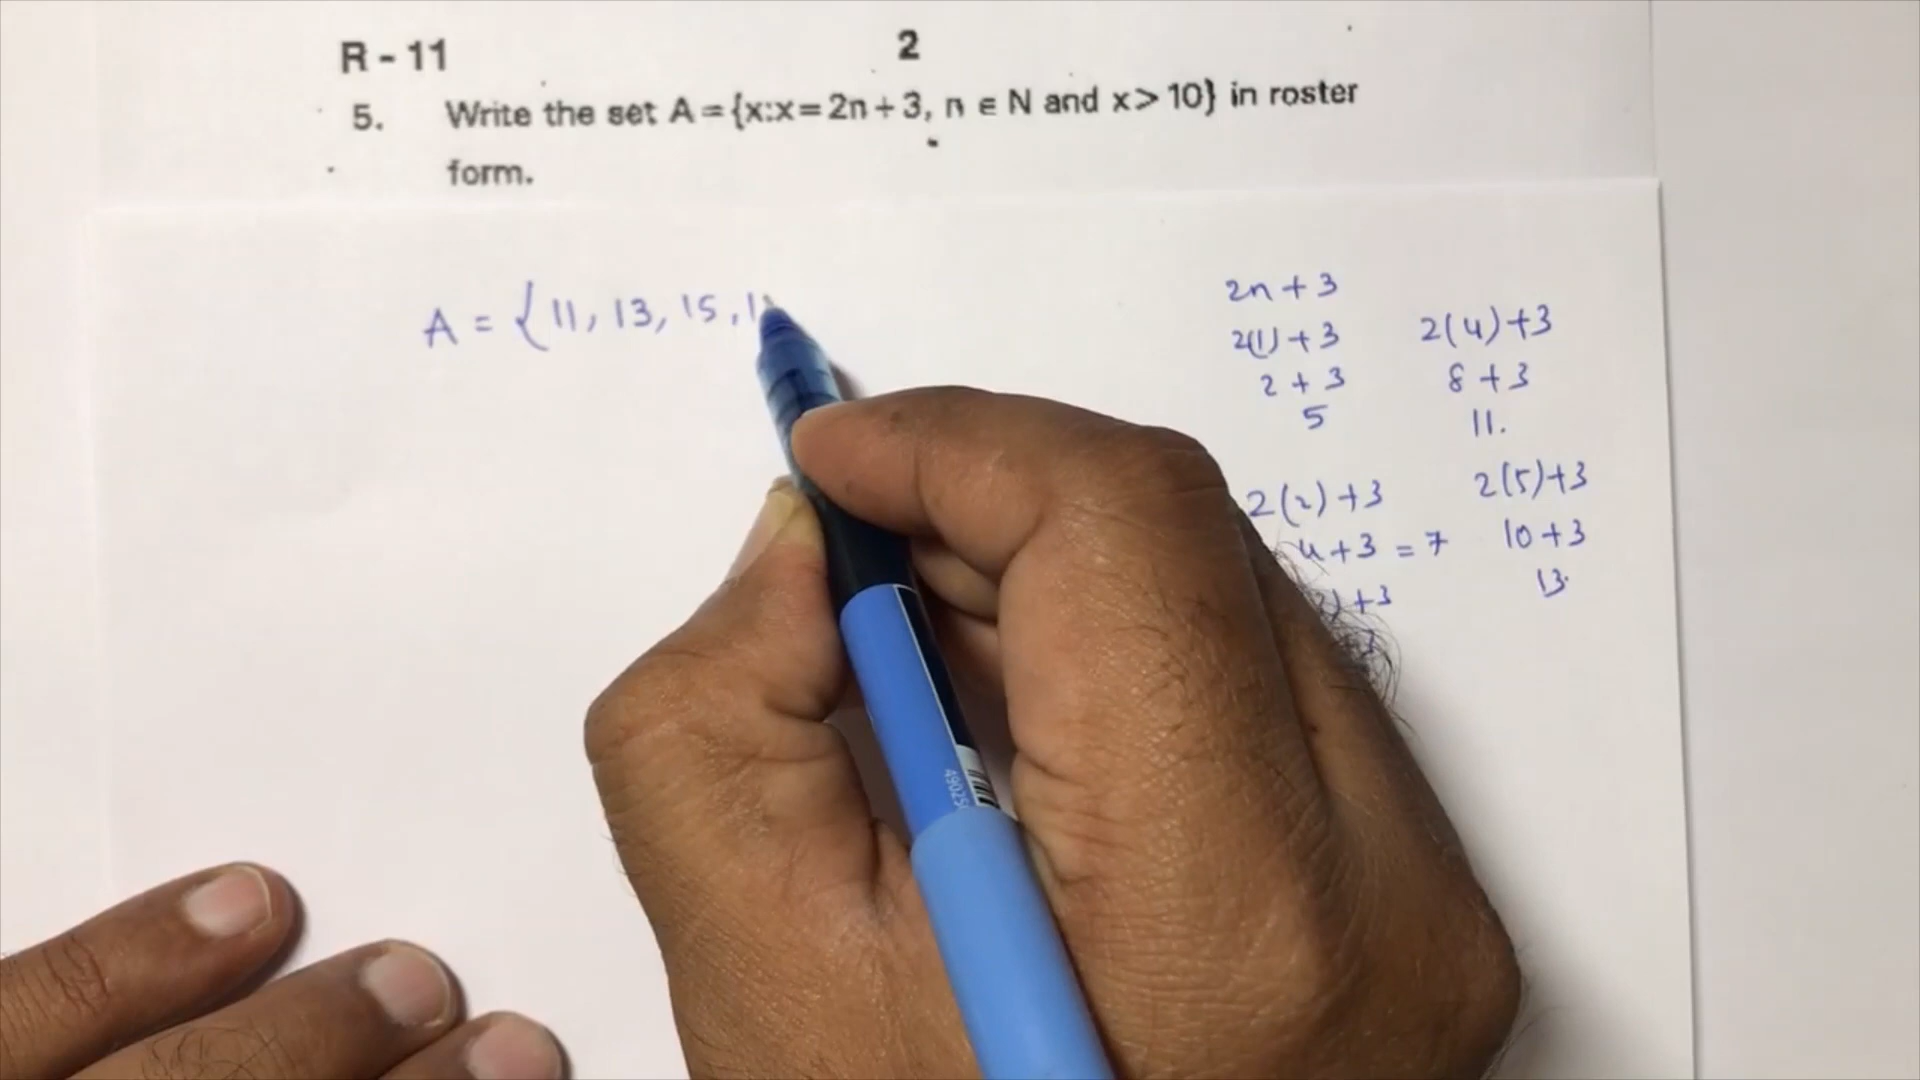 R - 11
2
5. Write the set A = {x:x = 2n + 3, n ∈ N and x > 10} in roster
form.
A = {11, 13, 15, 1
2n + 3
2(1) + 3
2 + 3
5
2(2) + 3
4 + 3 = 7
) + 3
3
2(4) + 3
8 + 3
11.
2(5) + 3
10 + 3
13.